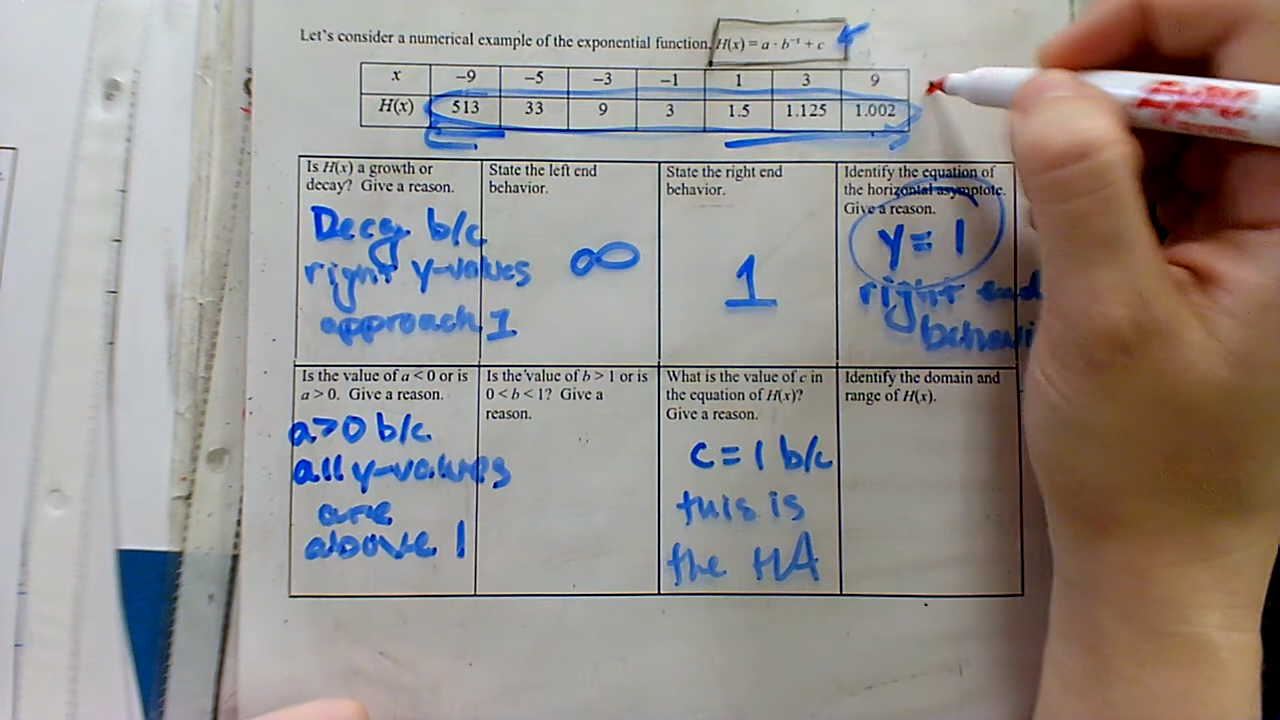 Let's consider a numerical example of the exponential function, H(x) = a · b⁻ˣ + c
x −9 −5 −3 −1 1 3 9
H(x) 513 33 9 3 1.5 1.125 1.002
Is H(x) a growth or
decay? Give a reason.
Decay b/c
right y-values
approach 1
State the left end
behavior.
∞
State the right end
behavior.
1
Identify the equation of
the horizontal asymptote.
Give a reason.
y = 1
right end
Is the value of a < 0 or is
a > 0. Give a reason.
a>0 b/c
all y-values
are
above 1
Is the value of b > 1 or is
0 < b < 1? Give a
reason.
What is the value of c in
the equation of H(x)?
Give a reason.
c = 1 b/c
this is
the HA
Identify the domain and
range of H(x).